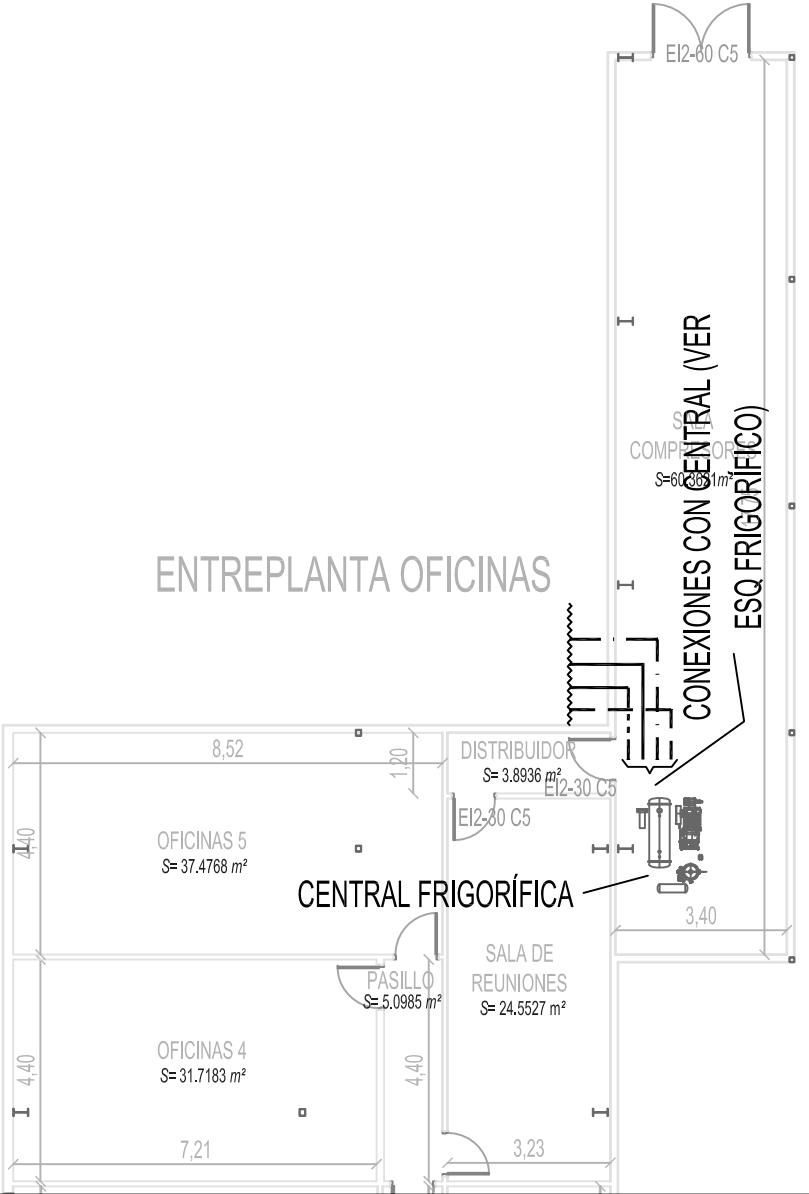 EI2-60 C5
CONEXIONES CON CENTRAL (VER
ESQ FRIGORÍFICO)
SALA
COMPRESORES
S=60.3621m²
ENTREPLANTA OFICINAS
8,52
1,20
DISTRIBUIDOR
S= 3.8936 m²
EI2-30 C5
EI2-30 C5
4,40
OFICINAS 5
S= 37.4768 m²
CENTRAL FRIGORÍFICA
3,40
SALA DE
REUNIONES
S= 24.5527 m²
PASILLO
S= 5.0985 m²
OFICINAS 4
S= 31.7183 m²
4,40
4,40
7,21
3,23